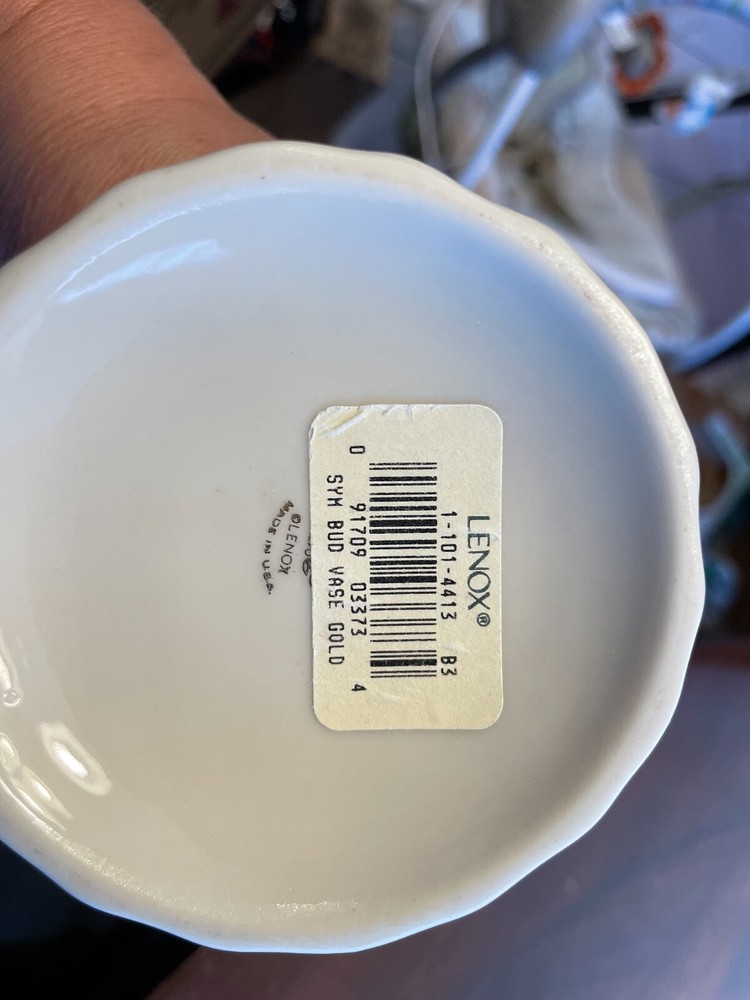 LENOX®
1-101-4413 B3
0 91709 03373 4
SYM BUD VASE GOLD
©LENOX
MADE IN U.S.A.